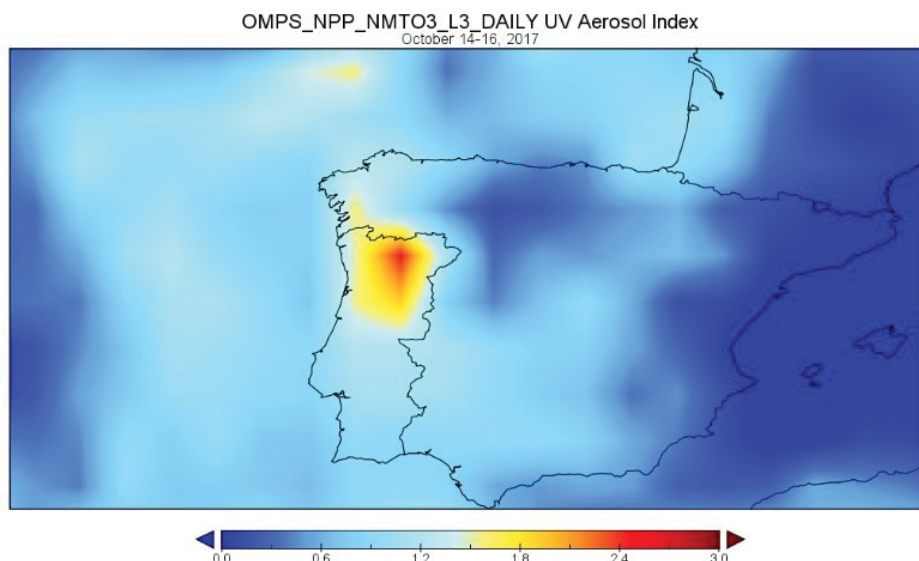 OMPS_NPP_NMTO3_L3_DAILY UV Aerosol Index
October 14-16, 2017
0.0 0.6 1.2 1.8 2.4 3.0